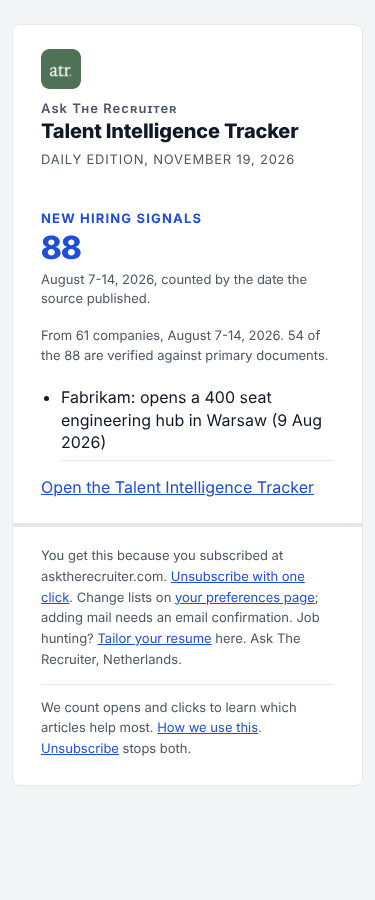 atr.
Ask The Recruiter
Talent Intelligence Tracker
DAILY EDITION, NOVEMBER 19, 2026
NEW HIRING SIGNALS
88
August 7-14, 2026, counted by the date the
source published.
From 61 companies, August 7-14, 2026. 54 of
the 88 are verified against primary documents.
• Fabrikam: opens a 400 seat
engineering hub in Warsaw (9 Aug
2026)
Open the Talent Intelligence Tracker
You get this because you subscribed at
asktherecruiter.com. Unsubscribe with one
click. Change lists on your preferences page;
adding mail needs an email confirmation. Job
hunting? Tailor your resume here. Ask The
Recruiter, Netherlands.
We count opens and clicks to learn which
articles help most. How we use this.
Unsubscribe stops both.